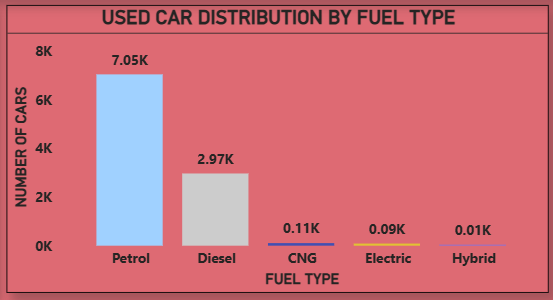 USED CAR DISTRIBUTION BY FUEL TYPE
8K
7.05K
6K
NUMBER OF CARS
4K
2.97K
2K
0.11K
0.09K
0.01K
0K
Petrol Diesel CNG Electric Hybrid
FUEL TYPE